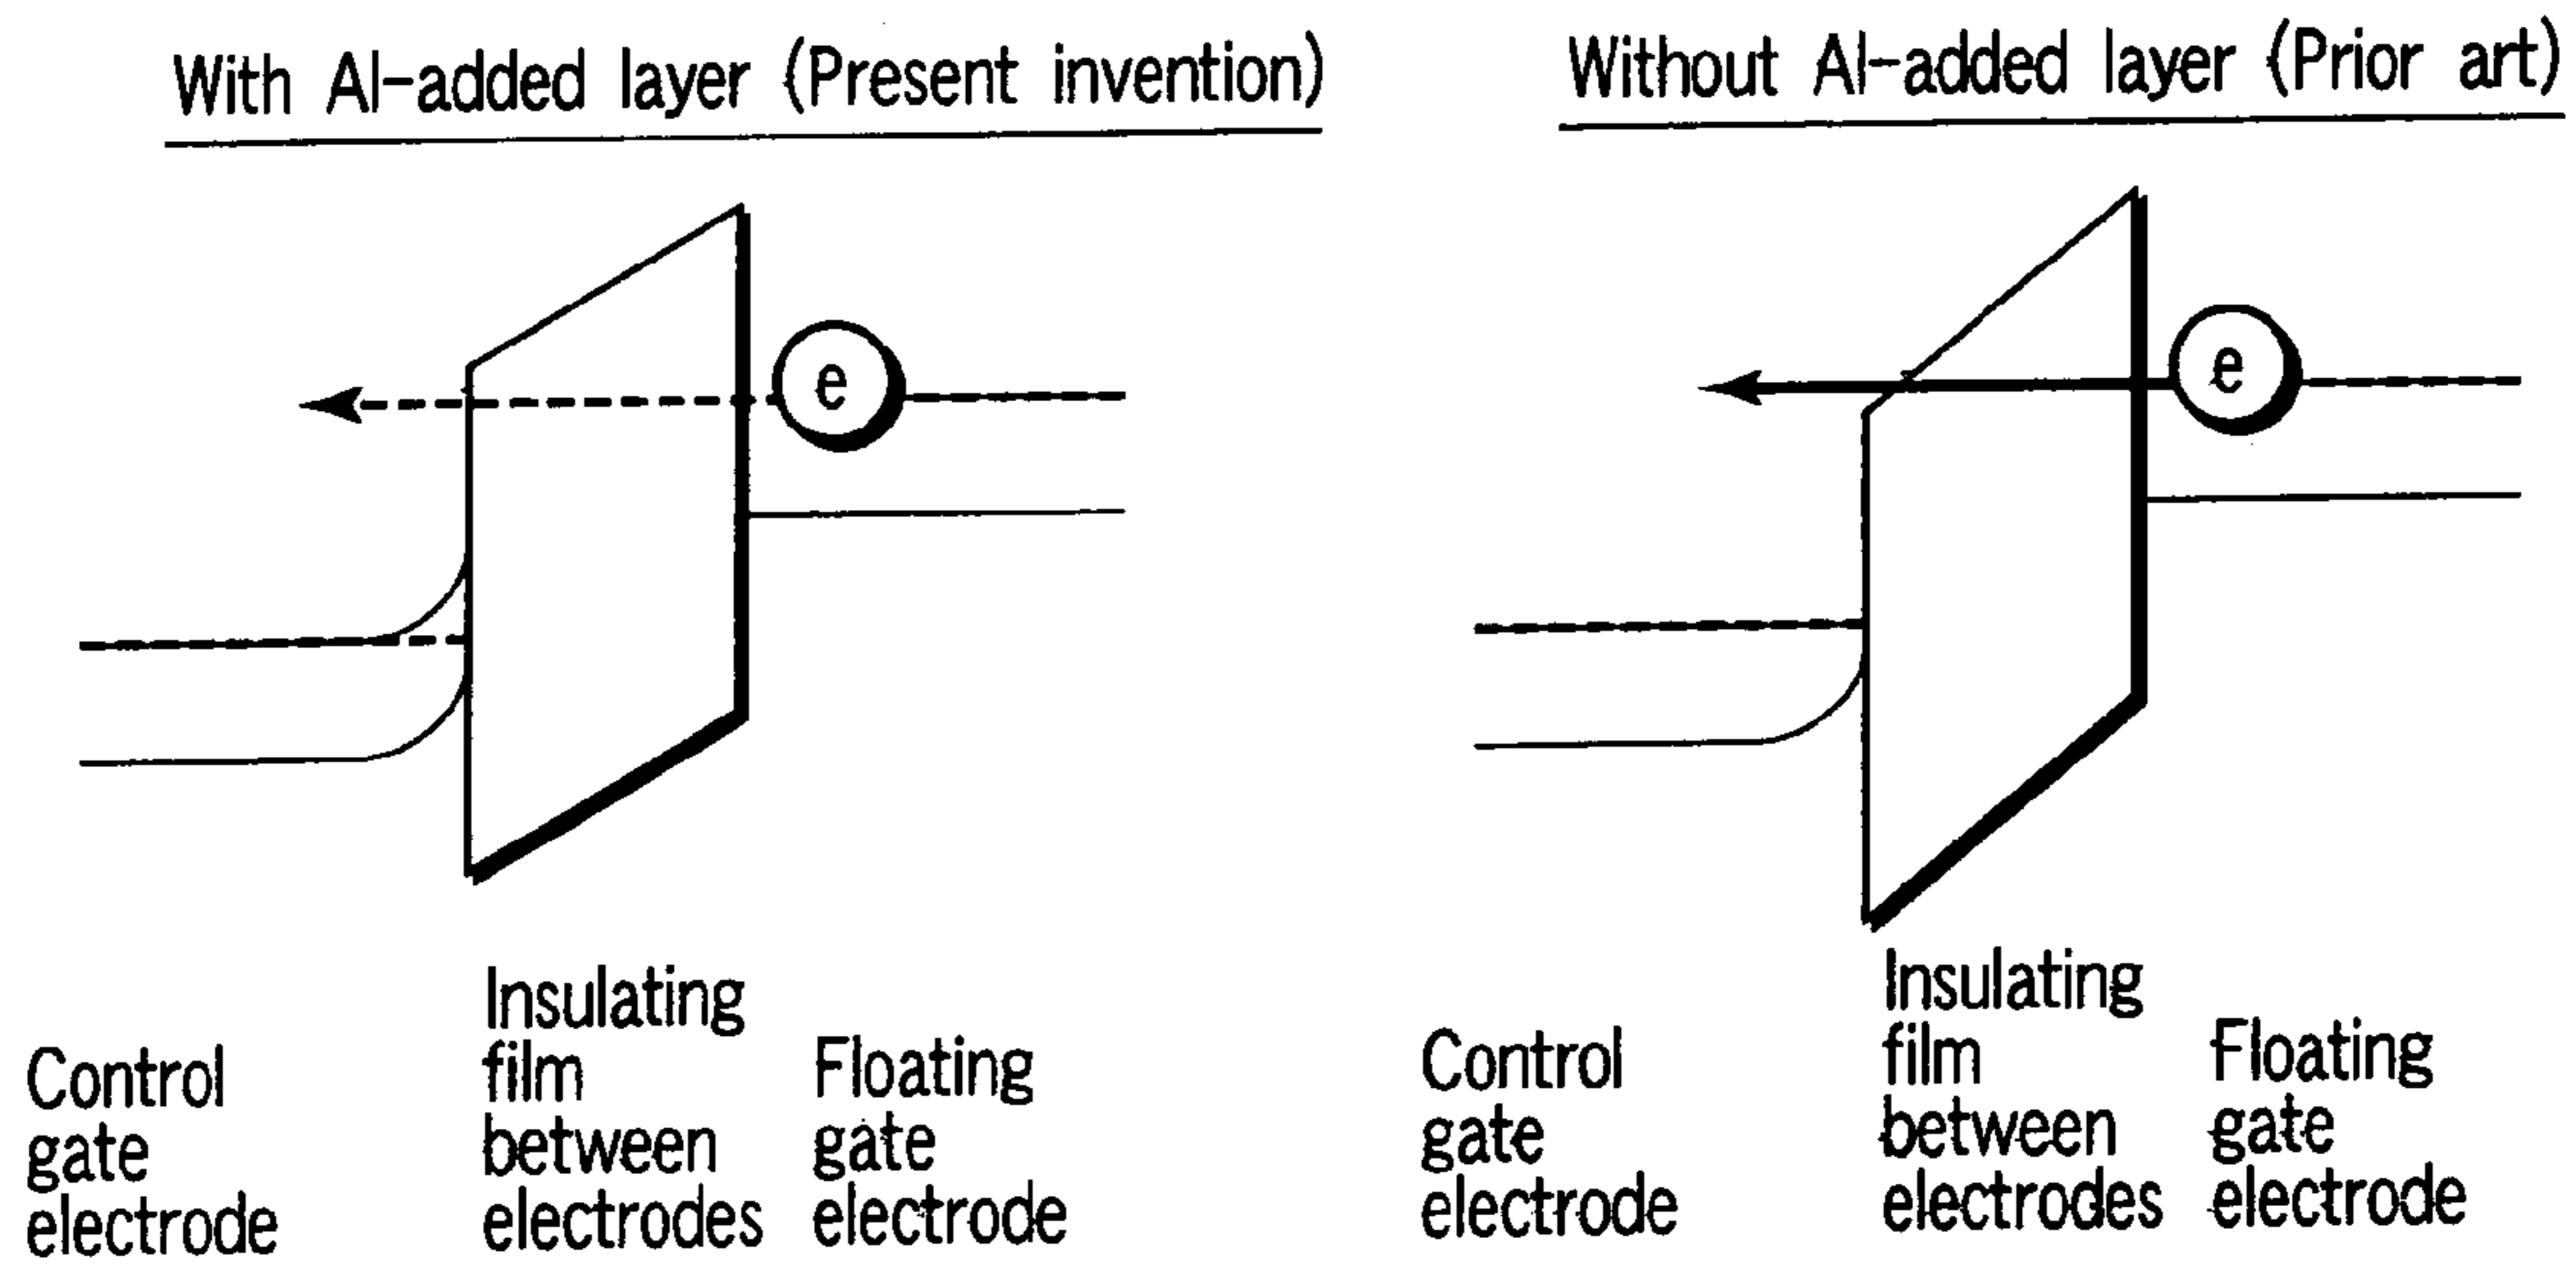 With Al-added layer (Present invention)
e
Control
gate
electrode
Insulating
film
between
electrodes
Floating
gate
electrode
Without Al-added layer (Prior art)
e
Control
gate
electrode
Insulating
film
between
electrodes
Floating
gate
electrode